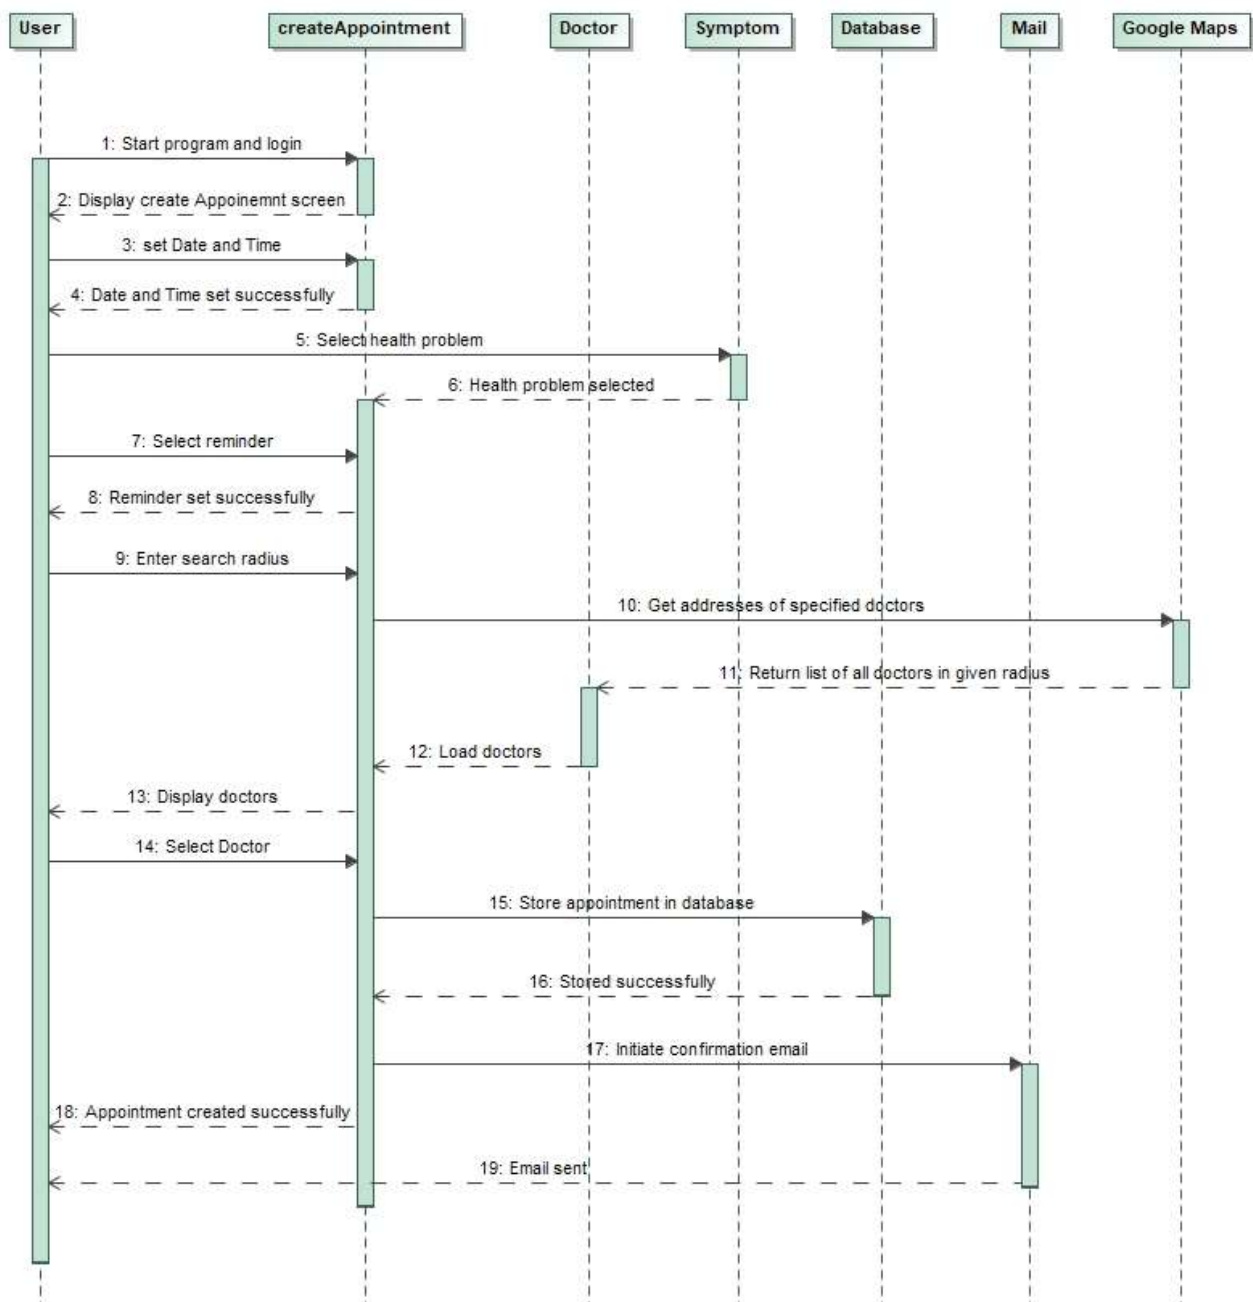 User
createAppointment
Doctor
Symptom
Database
Mail
Google Maps
1: Start program and login
2: Display create Appoinemnt screen
3: set Date and Time
4: Date and Time set successfully
5: Select health problem
6: Health problem selected
7: Select reminder
8: Reminder set successfully
9: Enter search radius
10: Get addresses of specified doctors
11: Return list of all doctors in given radius
12: Load doctors
13: Display doctors
14: Select Doctor
15: Store appointment in database
16: Stored successfully
17: Initiate confirmation email
18: Appointment created successfully
19: Email sent